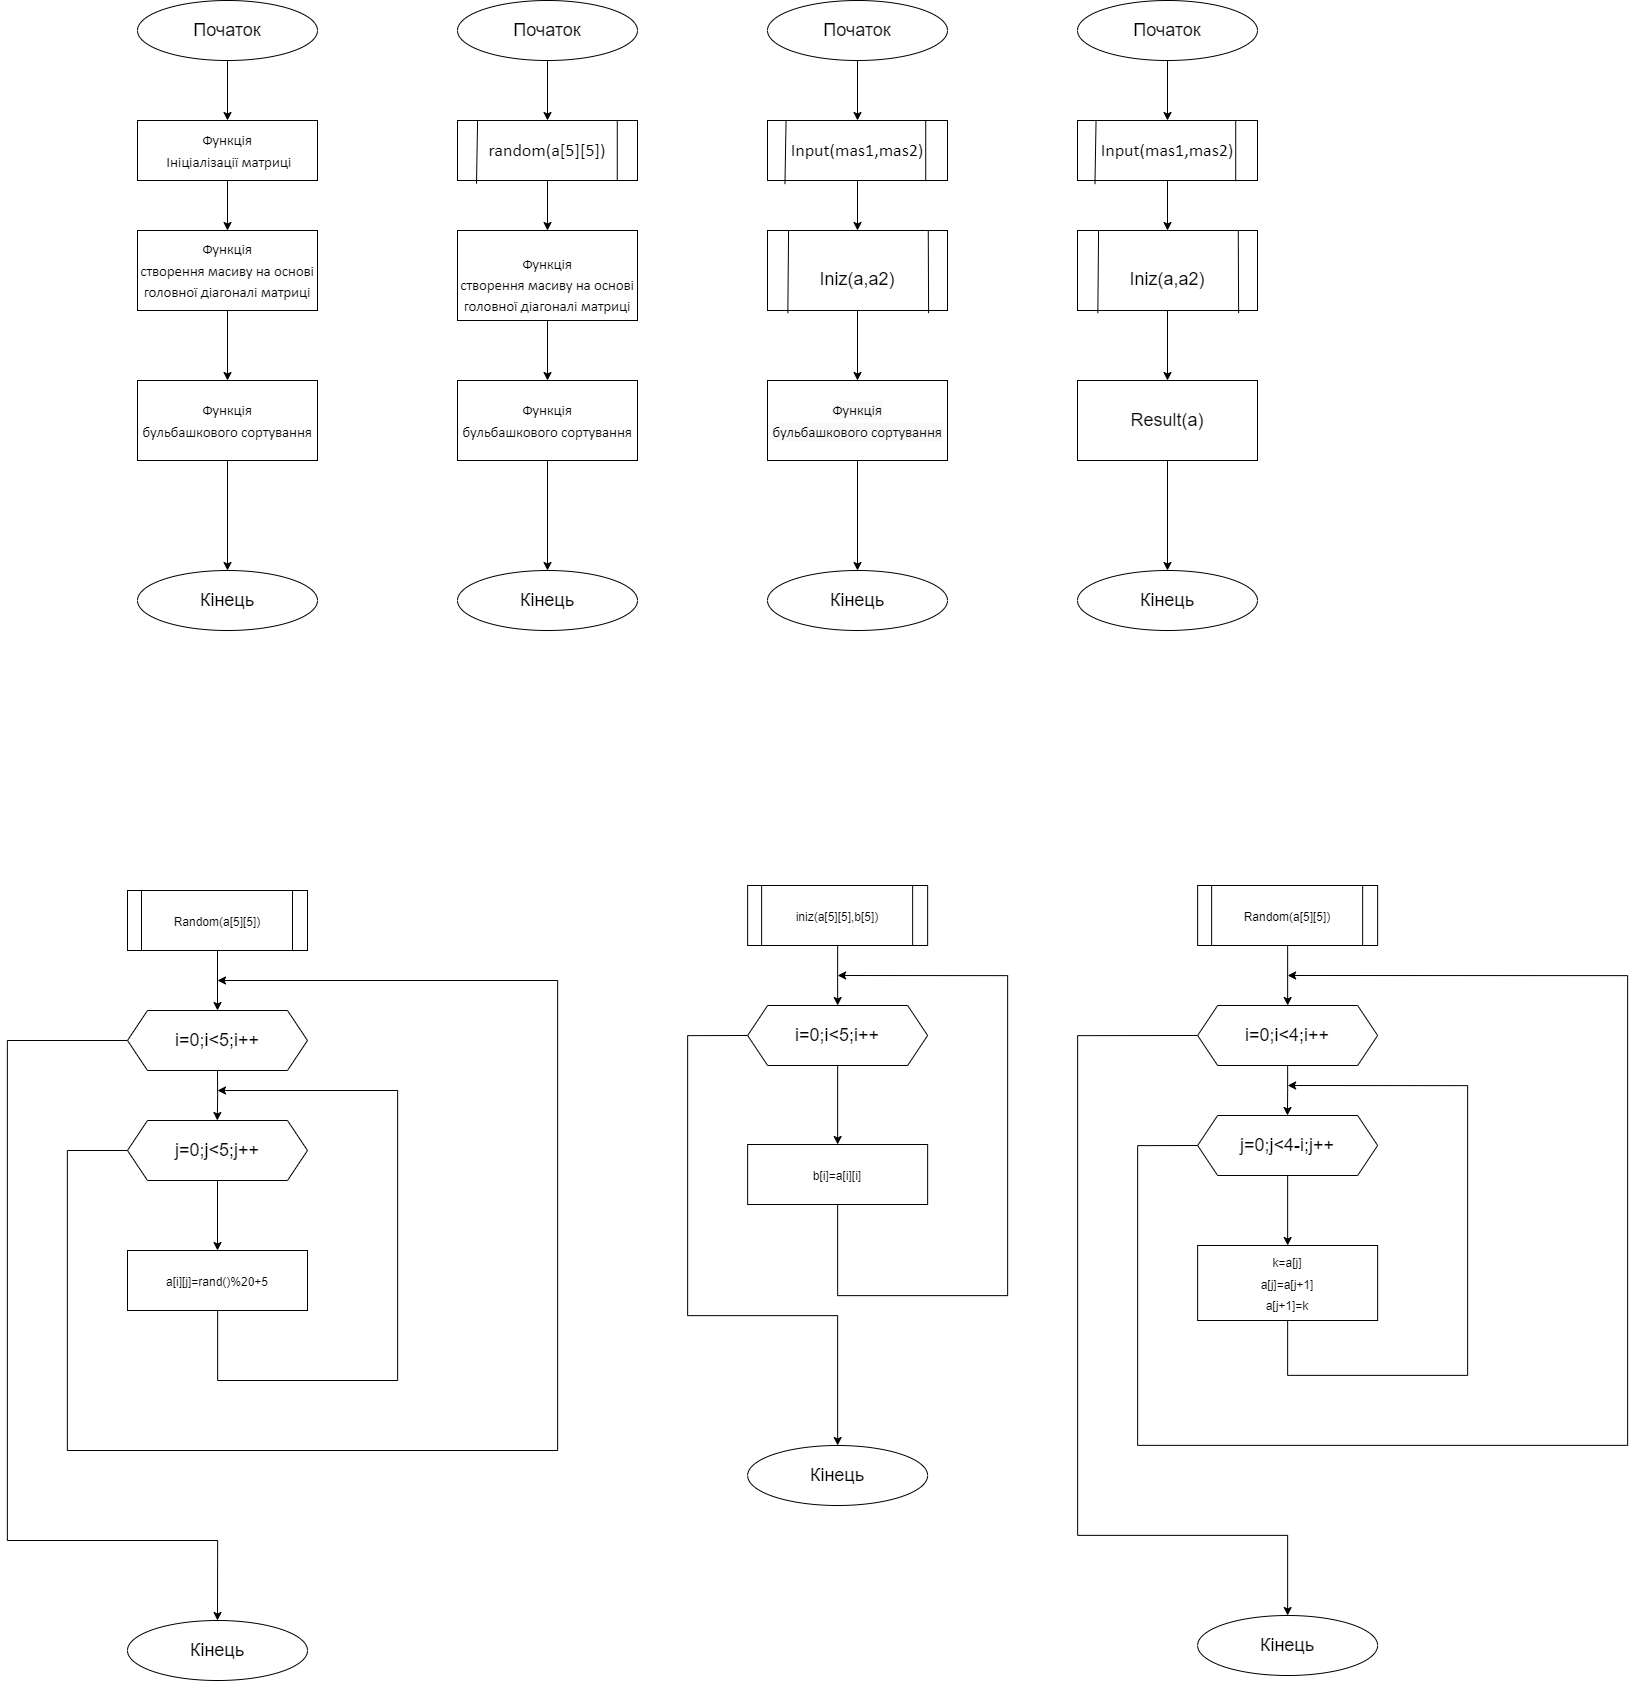 Початок
Функція
Ініціалізації матриці
Функція
створення масиву на основі
головної діагоналі матриці
Функція
бульбашкового сортування
Кінець
Початок
random(a[5][5])
Функція
створення масиву на основі
головної діагоналі матриці
Функція
бульбашкового сортування
Кінець
Початок
Input(mas1,mas2)
Iniz(a,a2)
Функція
бульбашкового сортування
Кінець
Початок
Input(mas1,mas2)
Iniz(a,a2)
Result(a)
Кінець
Random(a[5][5])
i=0;i<5;i++
j=0;j<5;j++
a[i][j]=rand()%20+5
Кінець
iniz(a[5][5],b[5])
i=0;i<5;i++
b[i]=a[i][i]
Кінець
Random(a[5][5])
i=0;i<4;i++
j=0;j<4-i;j++
k=a[j]
a[j]=a[j+1]
a[j+1]=k
Кінець